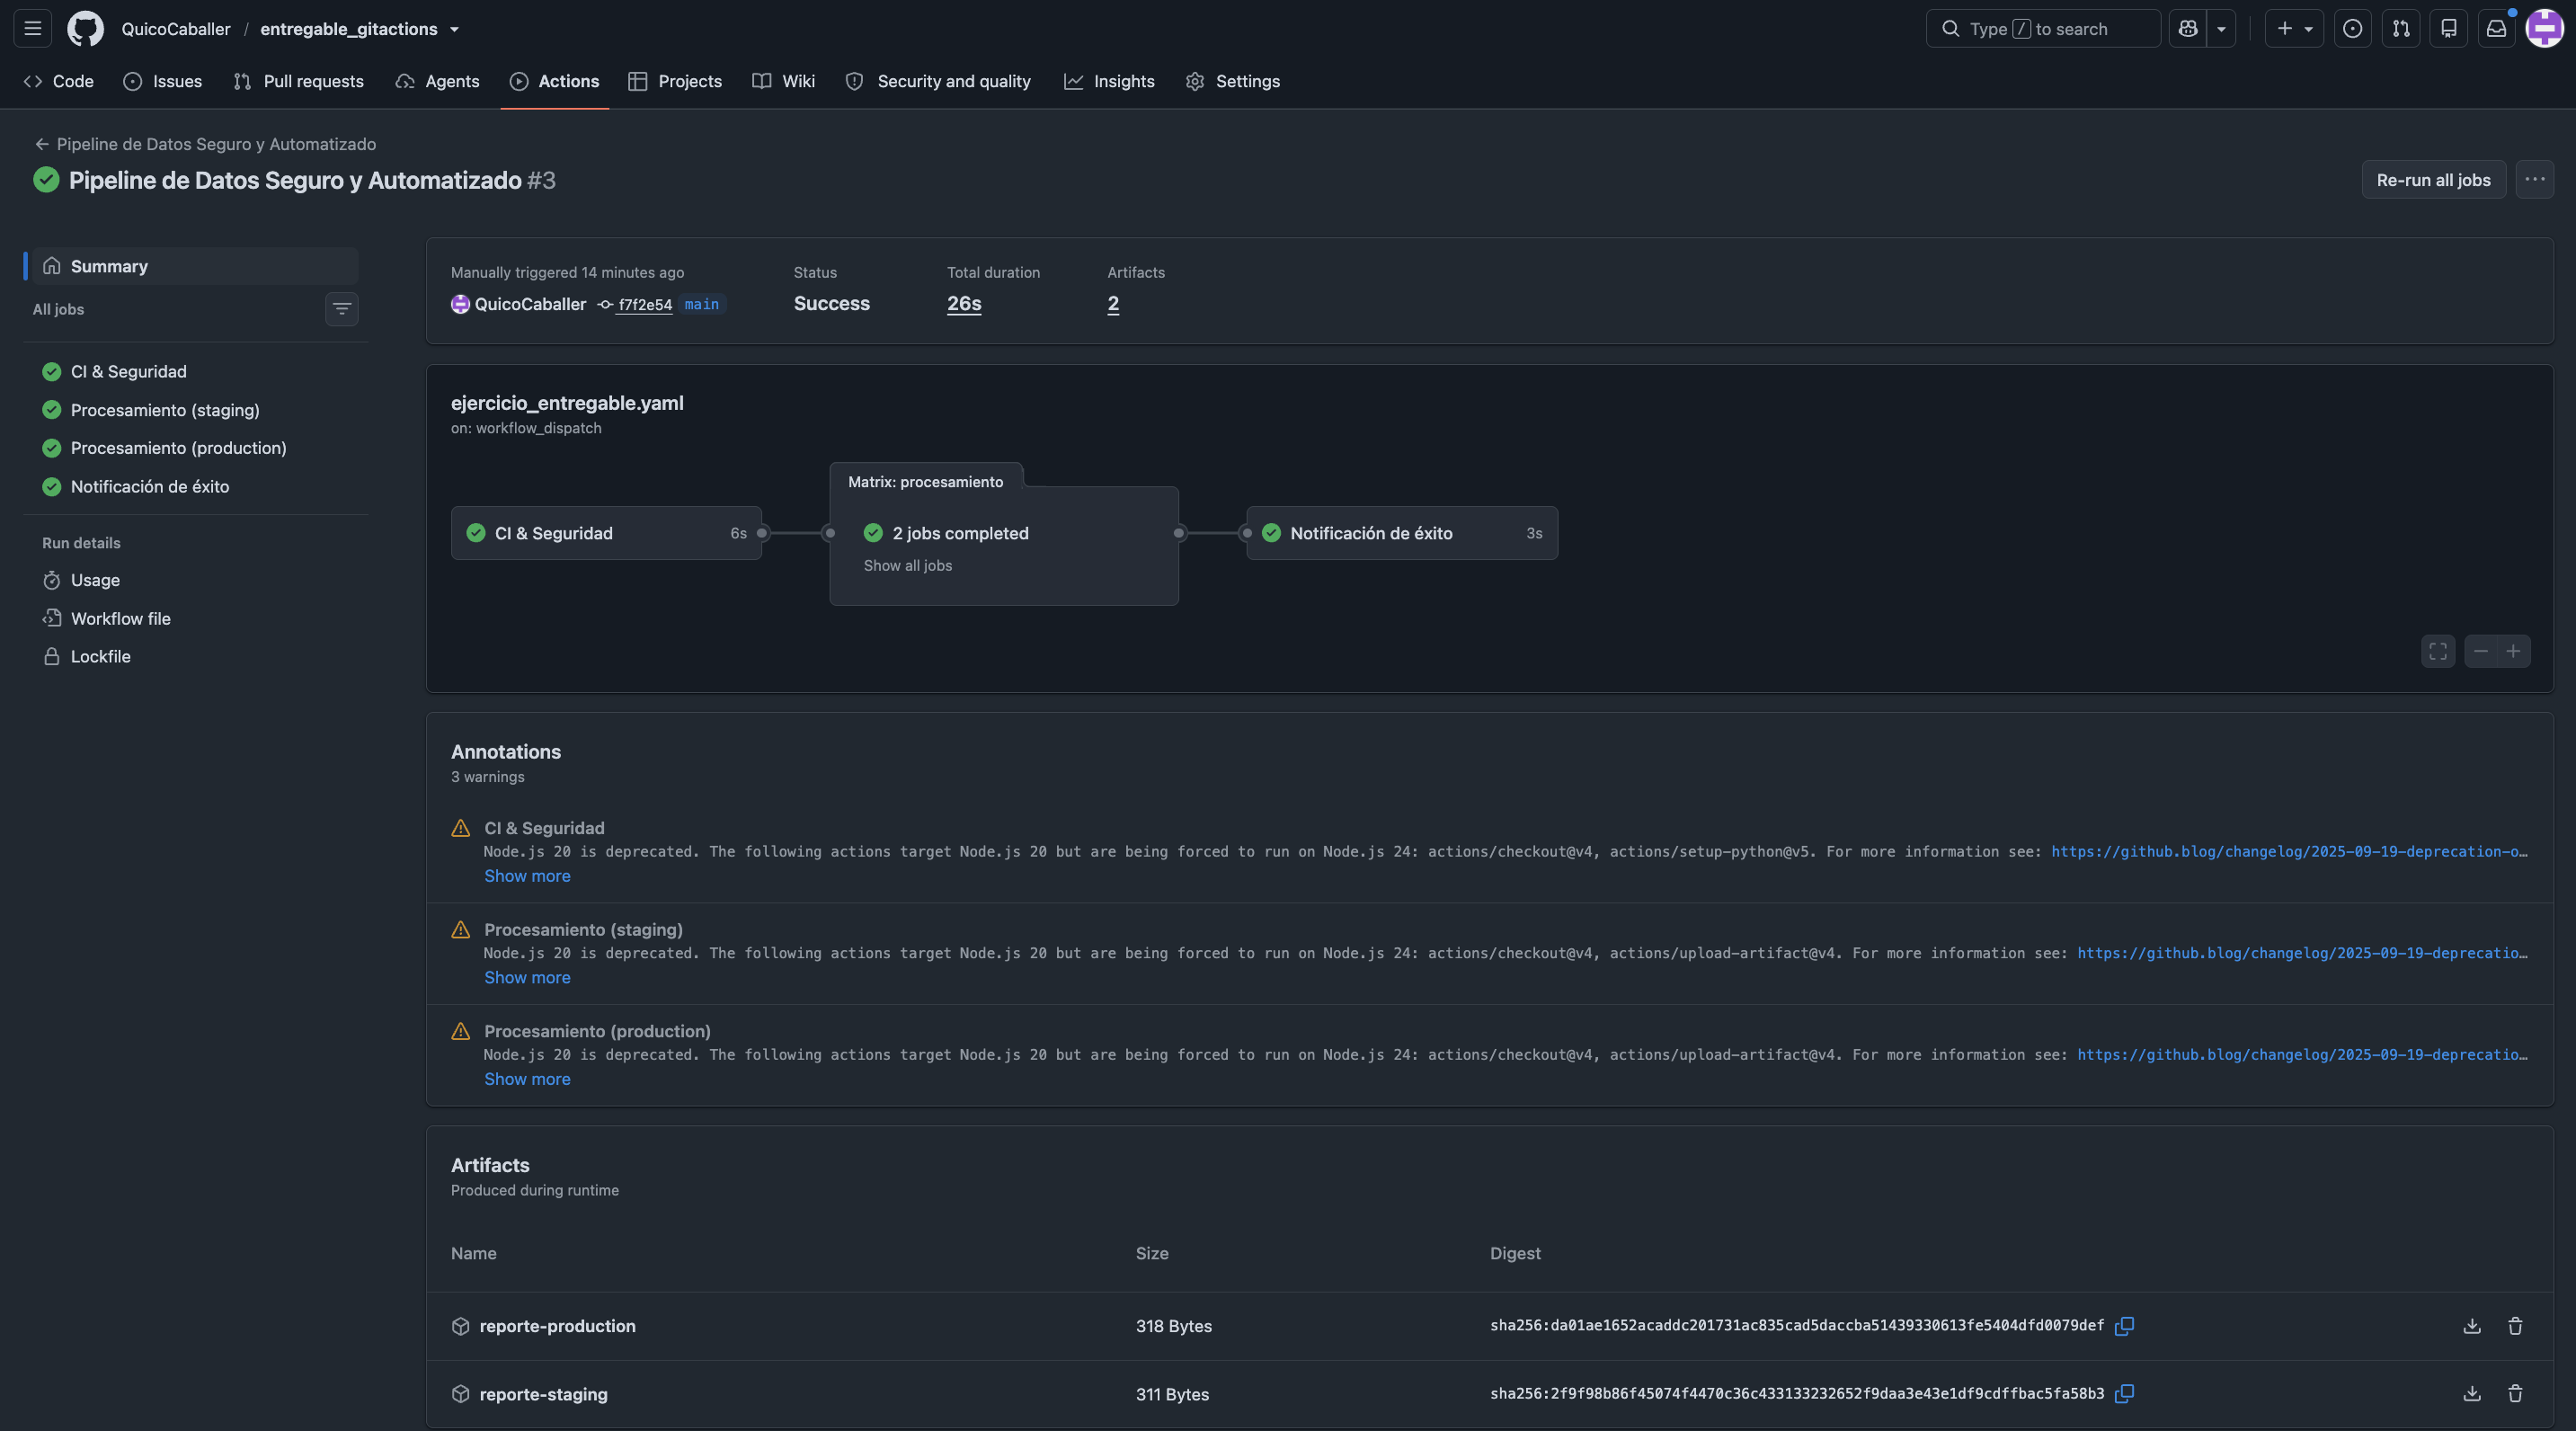 QuicoCaballer / entregable_gitactions
Type / to search
Code Issues Pull requests Agents Actions Projects Wiki Security and quality Insights Settings
Pipeline de Datos Seguro y Automatizado
Pipeline de Datos Seguro y Automatizado #3
Re-run all jobs
Summary
All jobs
CI & Seguridad
Procesamiento (staging)
Procesamiento (production)
Notificación de éxito
Run details
Usage
Workflow file
Lockfile
Manually triggered 14 minutes ago
QuicoCaballer f7f2e54 main
Status
Success
Total duration
26s
Artifacts
2
ejercicio_entregable.yaml
on: workflow_dispatch
CI & Seguridad 6s
Matrix: procesamiento
2 jobs completed
Show all jobs
Notificación de éxito 3s
Annotations
3 warnings
CI & Seguridad
Node.js 20 is deprecated. The following actions target Node.js 20 but are being forced to run on Node.js 24: actions/checkout@v4, actions/setup-python@v5. For more information see: https://github.blog/changelog/2025-09-19-deprecation-o…
Show more
Procesamiento (staging)
Node.js 20 is deprecated. The following actions target Node.js 20 but are being forced to run on Node.js 24: actions/checkout@v4, actions/upload-artifact@v4. For more information see: https://github.blog/changelog/2025-09-19-deprecatio…
Show more
Procesamiento (production)
Node.js 20 is deprecated. The following actions target Node.js 20 but are being forced to run on Node.js 24: actions/checkout@v4, actions/upload-artifact@v4. For more information see: https://github.blog/changelog/2025-09-19-deprecatio…
Show more
Artifacts
Produced during runtime
Name Size Digest
reporte-production 318 Bytes sha256:da01ae1652acaddc201731ac835cad5daccba51439330613fe5404dfd0079def
reporte-staging 311 Bytes sha256:2f9f98b86f45074f4470c36c433133232652f9daa3e43e1df9cdffbac5fa58b3